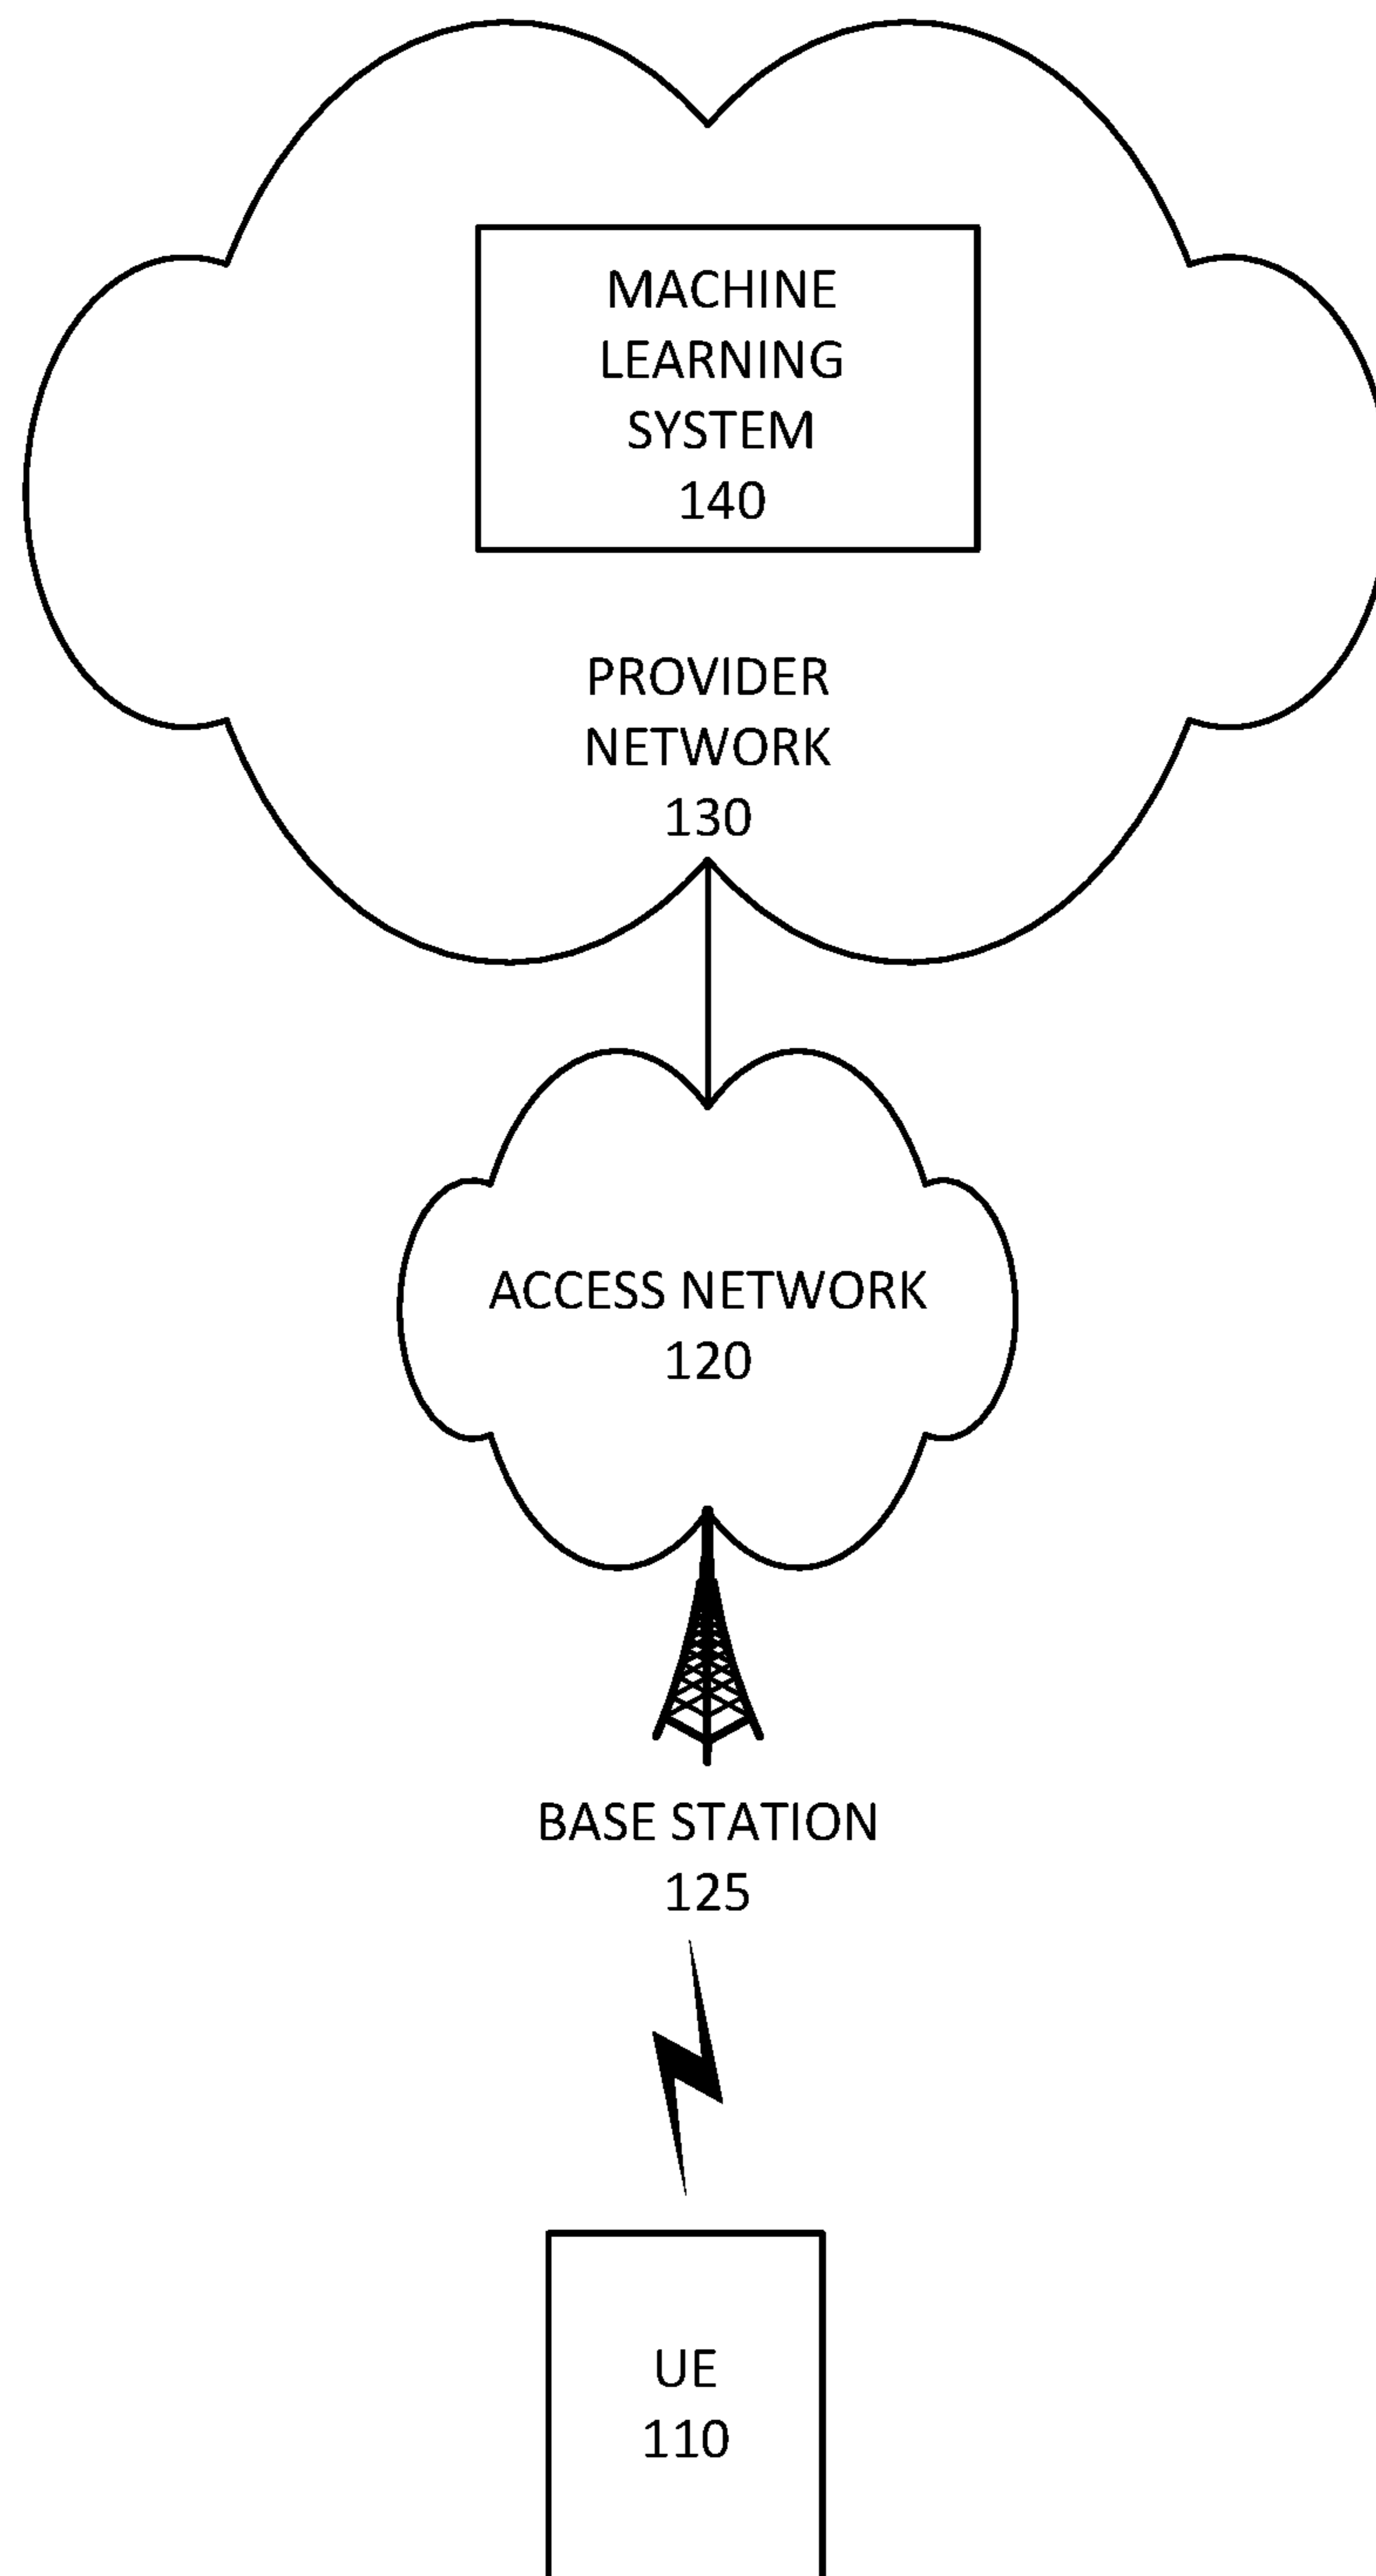 MACHINE
LEARNING
SYSTEM
140
PROVIDER
NETWORK
130
ACCESS NETWORK
120
BASE STATION
125
UE
110